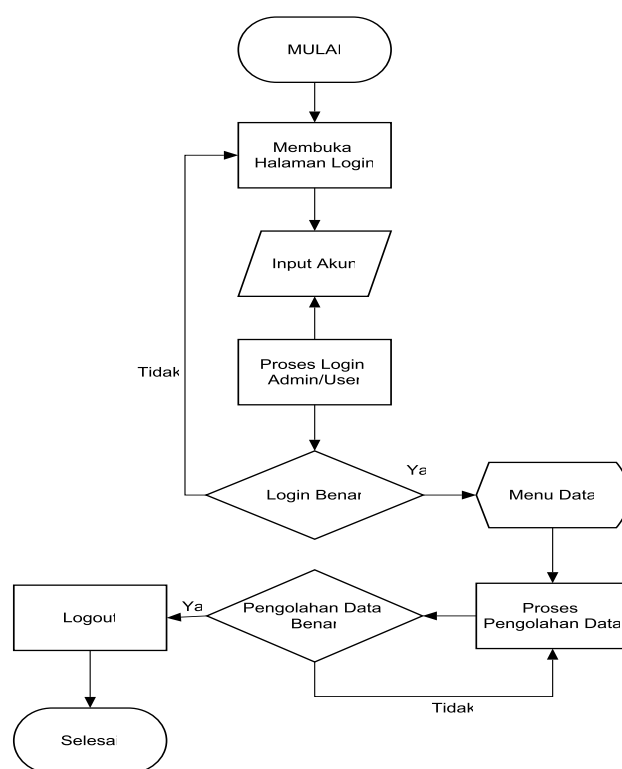 MULAI
Membuka
Halaman Login
Input Akun
Proses Login
Admin/User
Tidak
Login Benar
Ya
Menu Data
Proses
Pengolahan Data
Pengolahan Data
Benar
Ya
Tidak
Logout
Selesai